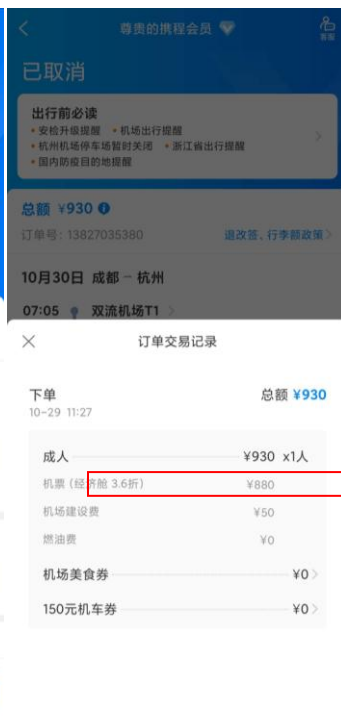 尊贵的携程会员
客服
已取消
出行前必读
• 安检升级提醒 • 机场出行提醒
• 杭州机场停车场暂时关闭 • 浙江省出行提醒
• 国内防疫目的地提醒
总额 ¥930
订单号: 13827035380 退改签、行李额政策 >
10月30日 成都 – 杭州
07:05 双流机场T1 >
订单交易记录
下单 总额 ¥930
10-29 11:27
成人 ¥930 x1人
机票 (经济舱 3.6折) ¥880
机场建设费 ¥50
燃油费 ¥0
机场美食券 ¥0 >
150元机车券 ¥0 >